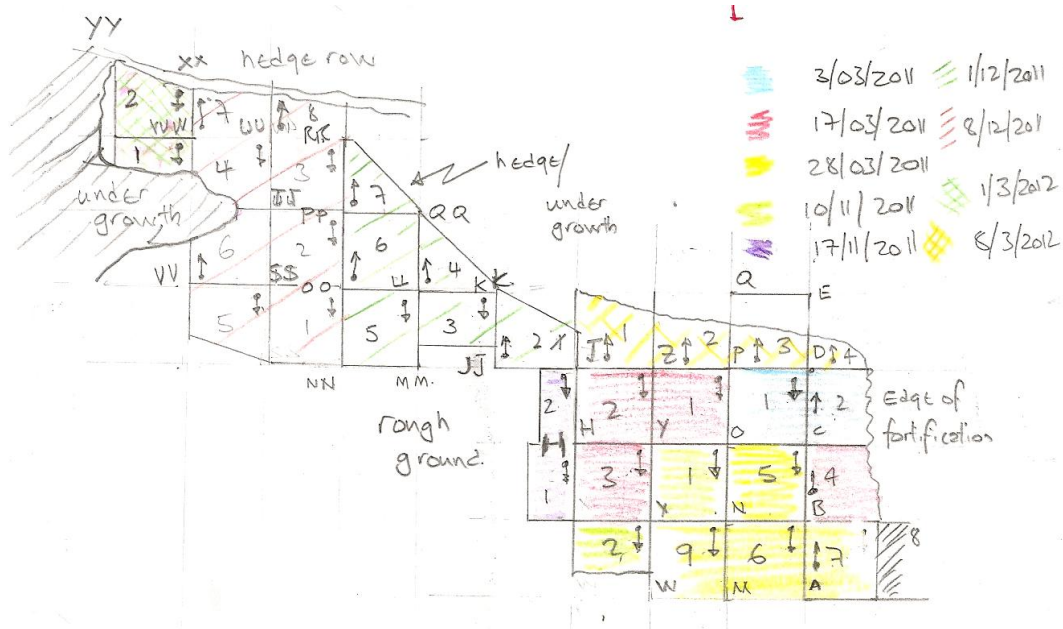 YY
XX hedge row
3/03/2011 1/12/2011
17/03/2011 8/12/2011
28/03/2011
10/11/2011 1/3/2012
17/11/2011 8/3/2012
2 WW 7 UU 8
RR
1 4 3
hedge/
under
growth
7
under
growth
TT PP QQ
6 2 6 4
VV SS OO LL KK
5 1 5 3 2
JJ
NN MM
Q E
J 1 Z 2 P 3 D 4
rough
ground.
2 2 1 1 2
H Y O C
Edge of
fortification
H
1 3 1 5 4
X N B
2 9 6 7 8
W M A